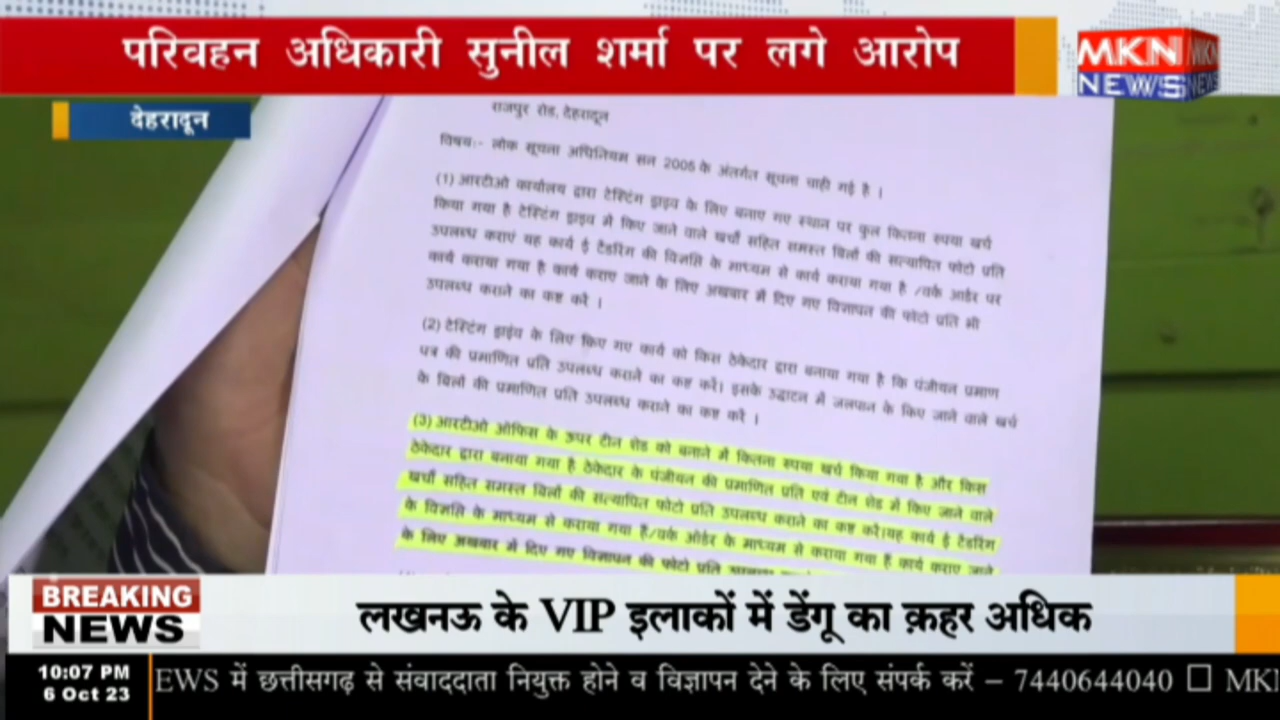 परिवहन अधिकारी सुनील शर्मा पर लगे आरोप
MKN
NEWS
देहरादून
राजपुर रोड, देहरादून
विषयः- लोक सूचना अधिनियम सन 2005 के अंतर्गत सूचना चाही गई है ।
(1) आरटीओ कार्यालय द्वारा टेस्टिंग ड्राइव के लिए बनाए गए स्थान पर कुल कितना रुपया खर्च
किया गया है टेस्टिंग ड्राइव में किए जाने वाले खर्चों सहित समस्त बिलों की सत्यापित फोटो प्रति
उपलब्ध कराएं यह कार्य ई टैंडरिंग की विज्ञप्ति के माध्यम से कार्य कराया गया है /वर्क आर्डर पर
कार्य कराया गया है कार्य कराए जाने के लिए अखबार में दिए गए विज्ञापन की फोटो प्रति भी
उपलब्ध कराने का कष्ट करें ।
(2) टेस्टिंग ड्राईव के लिए किए गए कार्य को किस ठेकेदार द्वारा बनाया गया है कि पंजीयन प्रमाण
पत्र की प्रमाणित प्रति उपलब्ध कराने का कष्ट करें। इसके उद्घाटन में जलपान के किए जाने वाले खर्च
के बिलों की प्रमाणित प्रति उपलब्ध कराने का कष्ट करें ।
(3) आरटीओ ऑफिस के ऊपर टीन शेड को बनाने में कितना रुपया खर्च किया गया है और किस
ठेकेदार द्वारा बनाया गया है ठेकेदार के पंजीयन की प्रमाणित प्रति एवं टीन शेड में किए जाने वाले
खर्चों सहित समस्त बिलों की सत्यापित फोटो प्रति उपलब्ध कराने का कष्ट करें।यह कार्य ई टैंडरिंग
के विज्ञप्ति के माध्यम से कराया गया है/वर्क ऑर्डर के माध्यम से कराया गया है कार्य कराए जाने
के लिए अखबार में दिए गए विज्ञापन की फोटो प्रति
BREAKING
NEWS
लखनऊ के VIP इलाकों में डेंगू का क़हर अधिक
10:07 PM
6 Oct 23
EWS में छत्तीसगढ़ से संवाददाता नियुक्त होने व विज्ञापन देने के लिए संपर्क करें – 7440644040 □ MKN